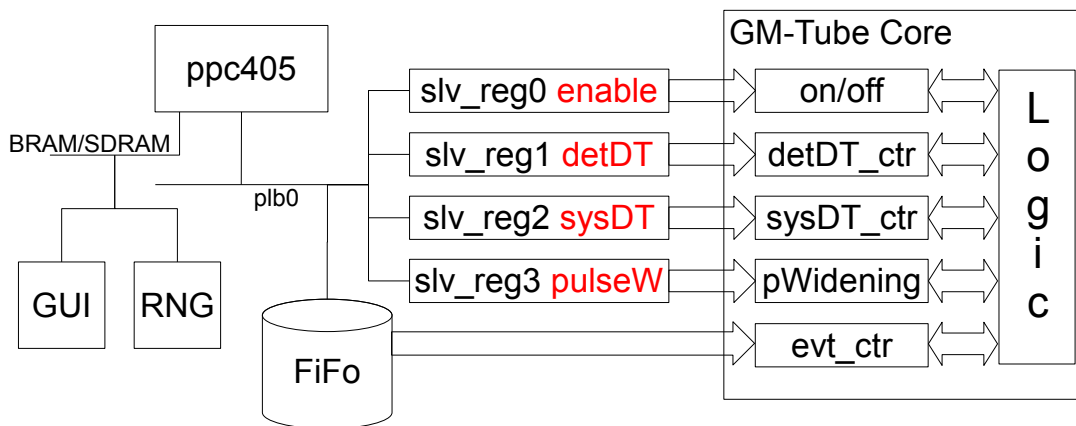 GM-Tube Core
ppc405
slv_reg0 enable
on/off
BRAM/SDRAM
slv_reg1 detDT
detDT_ctr
plb0
slv_reg2 sysDT
sysDT_ctr
slv_reg3 pulseW
pWidening
GUI
RNG
FiFo
evt_ctr
L
o
g
i
c